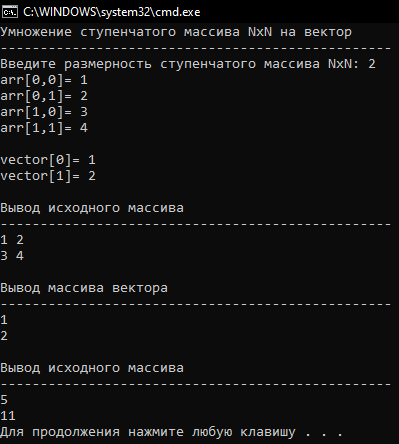 C:\WINDOWS\system32\cmd.exe
Умножение ступенчатого массива NxN на вектор
-------------------------------------------------
Введите размерность ступенчатого массива NxN: 2
arr[0,0]= 1
arr[0,1]= 2
arr[1,0]= 3
arr[1,1]= 4
vector[0]= 1
vector[1]= 2
Вывод исходного массива
-------------------------------------------------
1 2
3 4
Вывод массива вектора
-------------------------------------------------
1
2
Вывод исходного массива
-------------------------------------------------
5
11
Для продолжения нажмите любую клавишу . . .